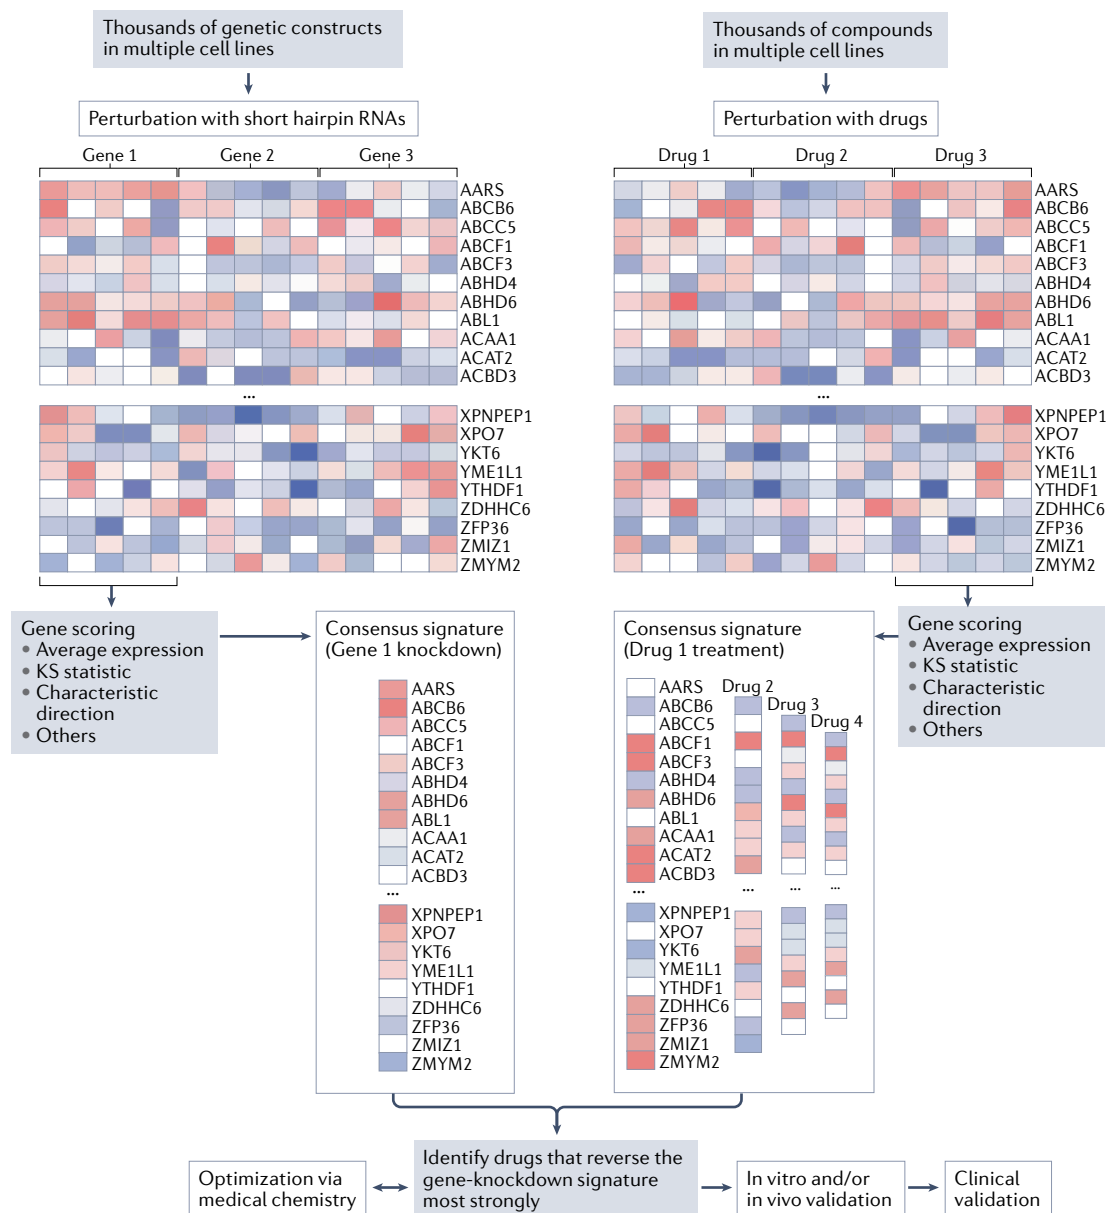 Thousands of genetic constructs
in multiple cell lines
Perturbation with short hairpin RNAs
Gene 1
Gene 2
Gene 3
AARS
ABCB6
ABCC5
ABCF1
ABCF3
ABHD4
ABHD6
ABL1
ACAA1
ACAT2
ACBD3
...
XPNPEP1
XPO7
YKT6
YME1L1
YTHDF1
ZDHHC6
ZFP36
ZMIZ1
ZMYM2
Thousands of compounds
in multiple cell lines
Perturbation with drugs
Drug 1
Drug 2
Drug 3
AARS
ABCB6
ABCC5
ABCF1
ABCF3
ABHD4
ABHD6
ABL1
ACAA1
ACAT2
ACBD3
...
XPNPEP1
XPO7
YKT6
YME1L1
YTHDF1
ZDHHC6
ZFP36
ZMIZ1
ZMYM2
Gene scoring
• Average expression
• KS statistic
• Characteristic
direction
• Others
Consensus signature
(Gene 1 knockdown)
AARS
ABCB6
ABCC5
ABCF1
ABCF3
ABHD4
ABHD6
ABL1
ACAA1
ACAT2
ACBD3
...
XPNPEP1
XPO7
YKT6
YME1L1
YTHDF1
ZDHHC6
ZFP36
ZMIZ1
ZMYM2
Consensus signature
(Drug 1 treatment)
AARS
ABCB6
ABCC5
ABCF1
ABCF3
ABHD4
ABHD6
ABL1
ACAA1
ACAT2
ACBD3
...
XPNPEP1
XPO7
YKT6
YME1L1
YTHDF1
ZDHHC6
ZFP36
ZMIZ1
ZMYM2
Drug 2
...
Drug 3
...
Drug 4
...
Gene scoring
• Average expression
• KS statistic
• Characteristic
direction
• Others
Optimization via
medical chemistry
Identify drugs that reverse the
gene-knockdown signature
most strongly
In vitro and/or
in vivo validation
Clinical
validation